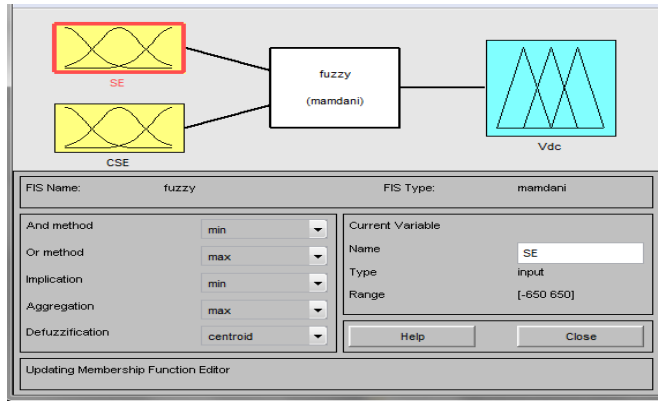 SE
CSE
fuzzy
(mamdani)
Vdc
FIS Name: fuzzy FIS Type: mamdani
And method min
Or method max
Implication min
Aggregation max
Defuzzification centroid
Current Variable
Name SE
Type input
Range [-650 650]
Help Close
Updating Membership Function Editor